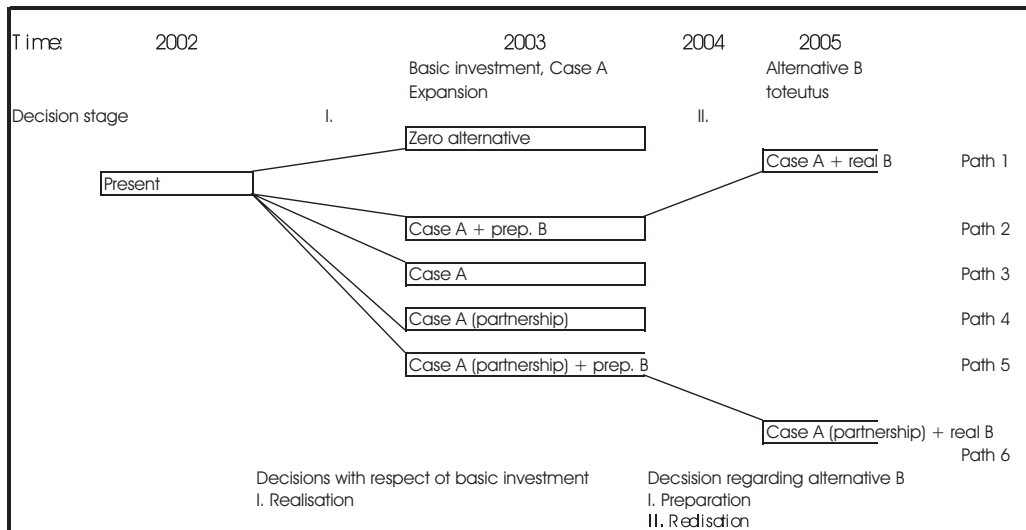 Time: 2002 2003 2004 2005
Basic investment, Case A Alternative B
Expansion toteutus
Decision stage I. II.
Zero alternative
Case A + real B Path 1
Present
Case A + prep. B Path 2
Case A Path 3
Case A (partnership) Path 4
Case A (partnership) + prep. B Path 5
Case A (partnership) + real B
Path 6
Decisions with respect of basic investment Decsision regarding alternative B
I. Realisation I. Preparation
II. Redisation